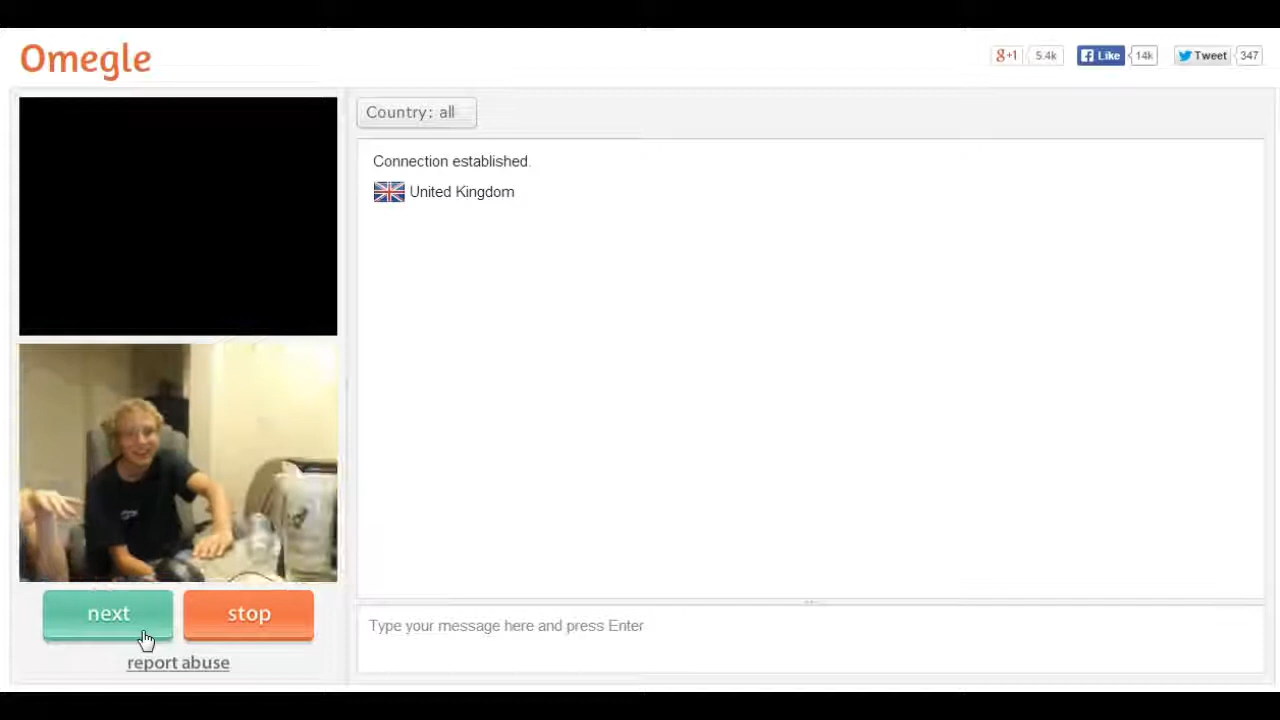 Omegle
+1 5.4k Like 14k Tweet 347
Country: all
Connection established.
United Kingdom
next stop
report abuse
Type your message here and press Enter